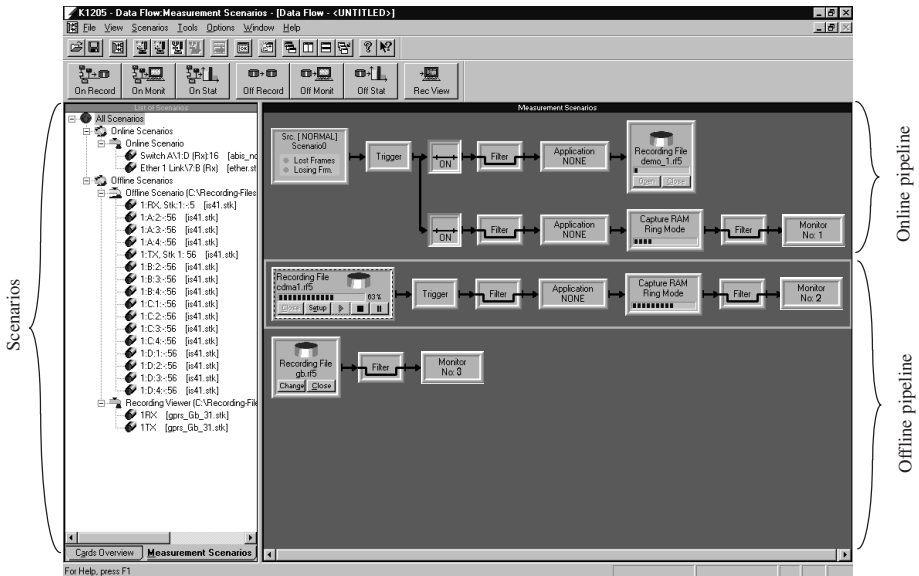 K1205 - Data Flow:Measurement Scenarios - [Data Flow - <UNTITLED>]
File View Scenarios Tools Options Window Help
On Record On Monit On Stat Off Record Off Monit Off Stat Rec View
List of Scenarios
All Scenarios
Online Scenarios
Online Scenario
Switch A\1:D (Rx):16 [abis_no
Ether 1 Link\7:B (Rx) [ether.st
Offline Scenarios
Offline Scenario (C:\Recording-Files
1:RX, Stk:1:-:5 [is41.stk]
1:A:2:-:56 [is41.stk]
1:A:3:-:56 [is41.stk]
1:A:4:-:56 [is41.stk]
1:TX, Stk 1: 56 [is41.stk]
1:B:2:-:56 [is41.stk]
1:B:3:-:56 [is41.stk]
1:B:4:-:56 [is41.stk]
1:C:1:-:56 [is41.stk]
1:C:2:-:56 [is41.stk]
1:C:3:-:56 [is41.stk]
1:C:4:-:56 [is41.stk]
1:D:1:-:56 [is41.stk]
1:D:2:-:56 [is41.stk]
1:D:3:-:56 [is41.stk]
1:D:4:-:56 [is41.stk]
Recording Viewer (C:\Recording-File
1RX [gprs_Gb_31.stk]
1TX [gprs_Gb_31.stk]
Cards Overview Measurement Scenarios
For Help, press F1
Measurement Scenarios
Src. [ NORMAL]
Scenario0
Lost Frames
Losing Frm.
Trigger
ON
Filter
Application
NONE
Recording File
demo_1.rf5
Open Close
ON
Filter
Application
NONE
Capture RAM
Ring Mode
Filter
Monitor
No: 1
Recording File
cdma1.rf5
63 %
Close Setup
Trigger
Filter
Application
NONE
Capture RAM
Ring Mode
Filter
Monitor
No: 2
Recording File
gb.rf5
Change Close
Filter
Monitor
No: 3
Scenarios
Online pipeline
Offline pipeline